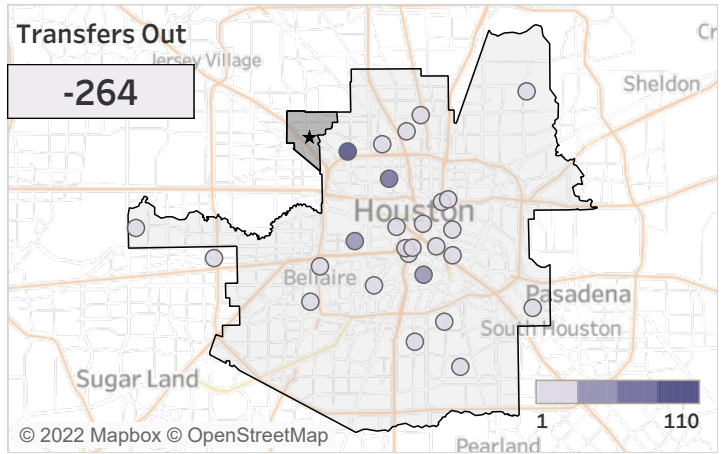 Transfers Out
-264
Jersey Village
Cr
Sheldon
Houston
Bellaire
Pasadena
South Houston
Sugar Land
1
110
© 2022 Mapbox © OpenStreetMap
Pearland